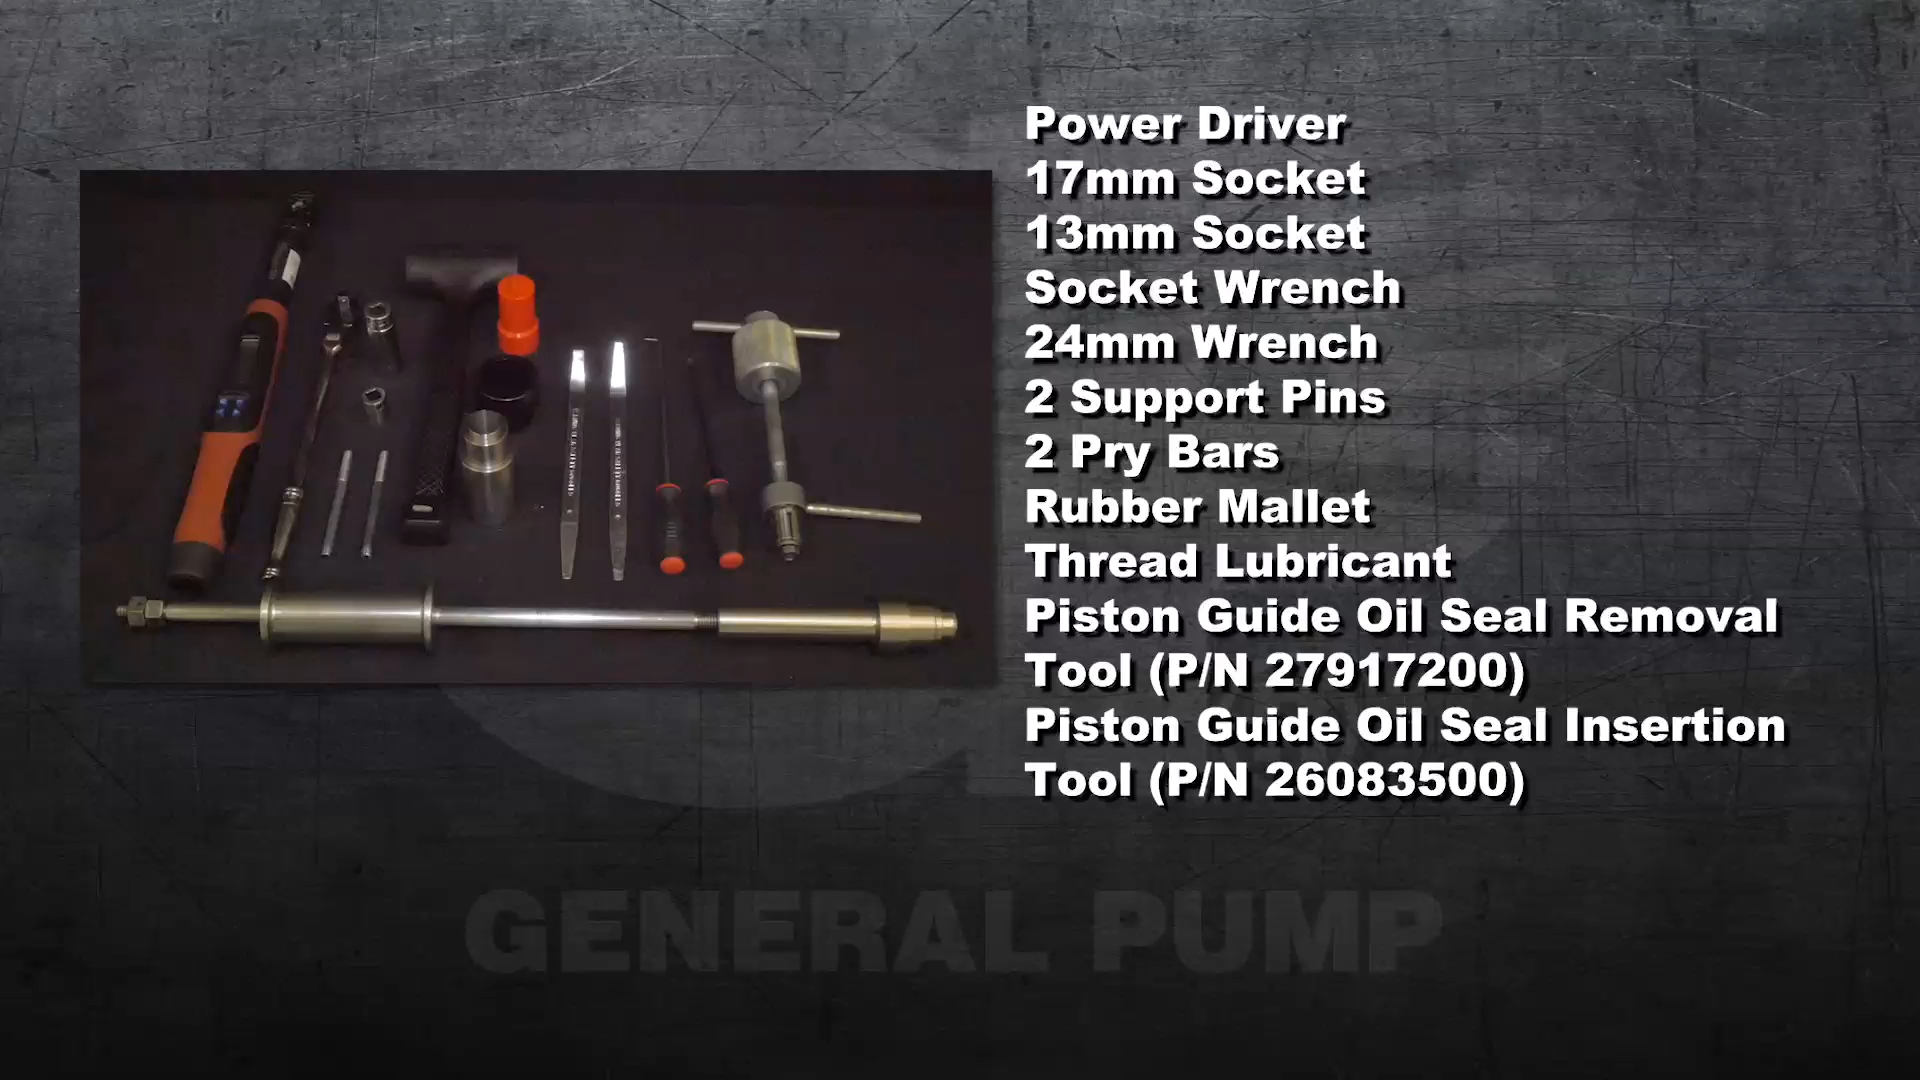 Power Driver
17mm Socket
13mm Socket
Socket Wrench
24mm Wrench
2 Support Pins
2 Pry Bars
Rubber Mallet
Thread Lubricant
Piston Guide Oil Seal Removal
Tool (P/N 27917200)
Piston Guide Oil Seal Insertion
Tool (P/N 26083500)
GENERAL PUMP